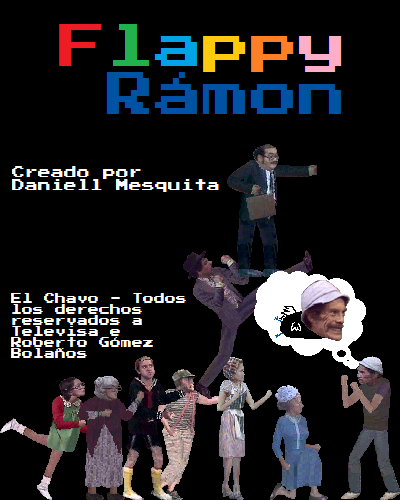 Flappy
Rámon
Creado por
Daniell Mesquita
El Chavo - Todos
los derechos
reservados a
Televisa e
Roberto Gómez
Bolaños